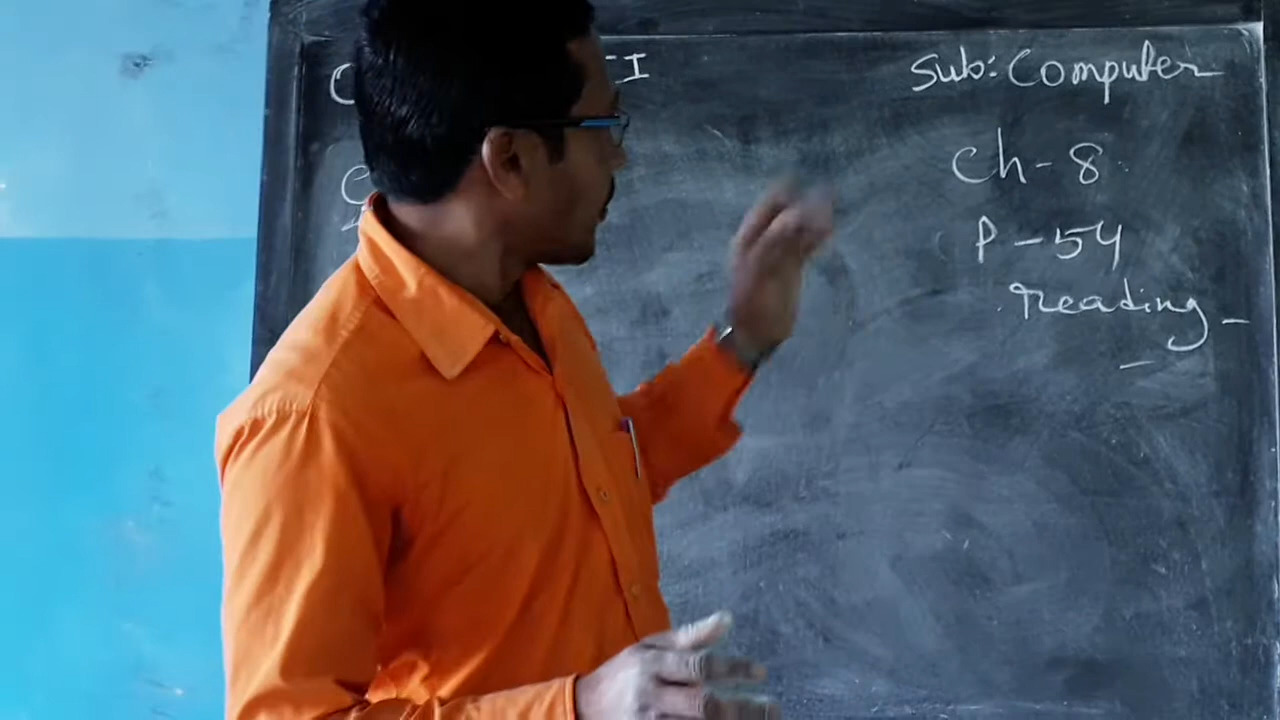 -I
Sub: Computer
Ch - 8
P - 54
Reading -